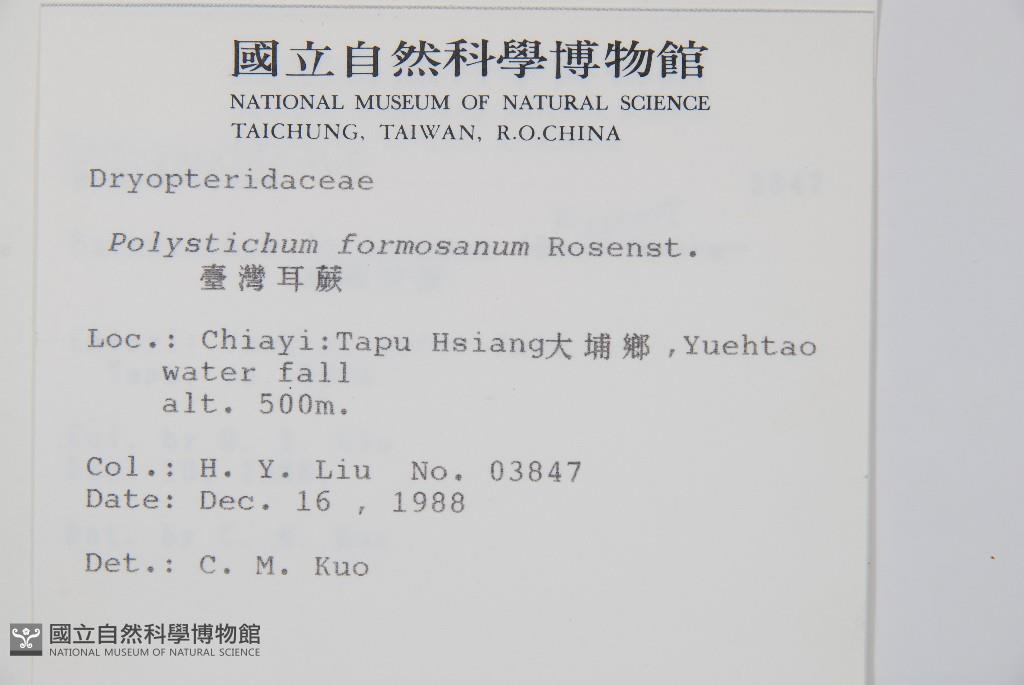 國立自然科學博物館
NATIONAL MUSEUM OF NATURAL SCIENCE
TAICHUNG, TAIWAN, R.O.CHINA
Dryopteridaceae
Polystichum formosanum Rosenst.
臺灣耳蕨
Loc.: Chiayi:Tapu Hsiang大埔鄉,Yuehtao
water fall
alt. 500m.
Col.: H. Y. Liu No. 03847
Date: Dec. 16 , 1988
Det.: C. M. Kuo
國立自然科學博物館
NATIONAL MUSEUM OF NATURAL SCIENCE